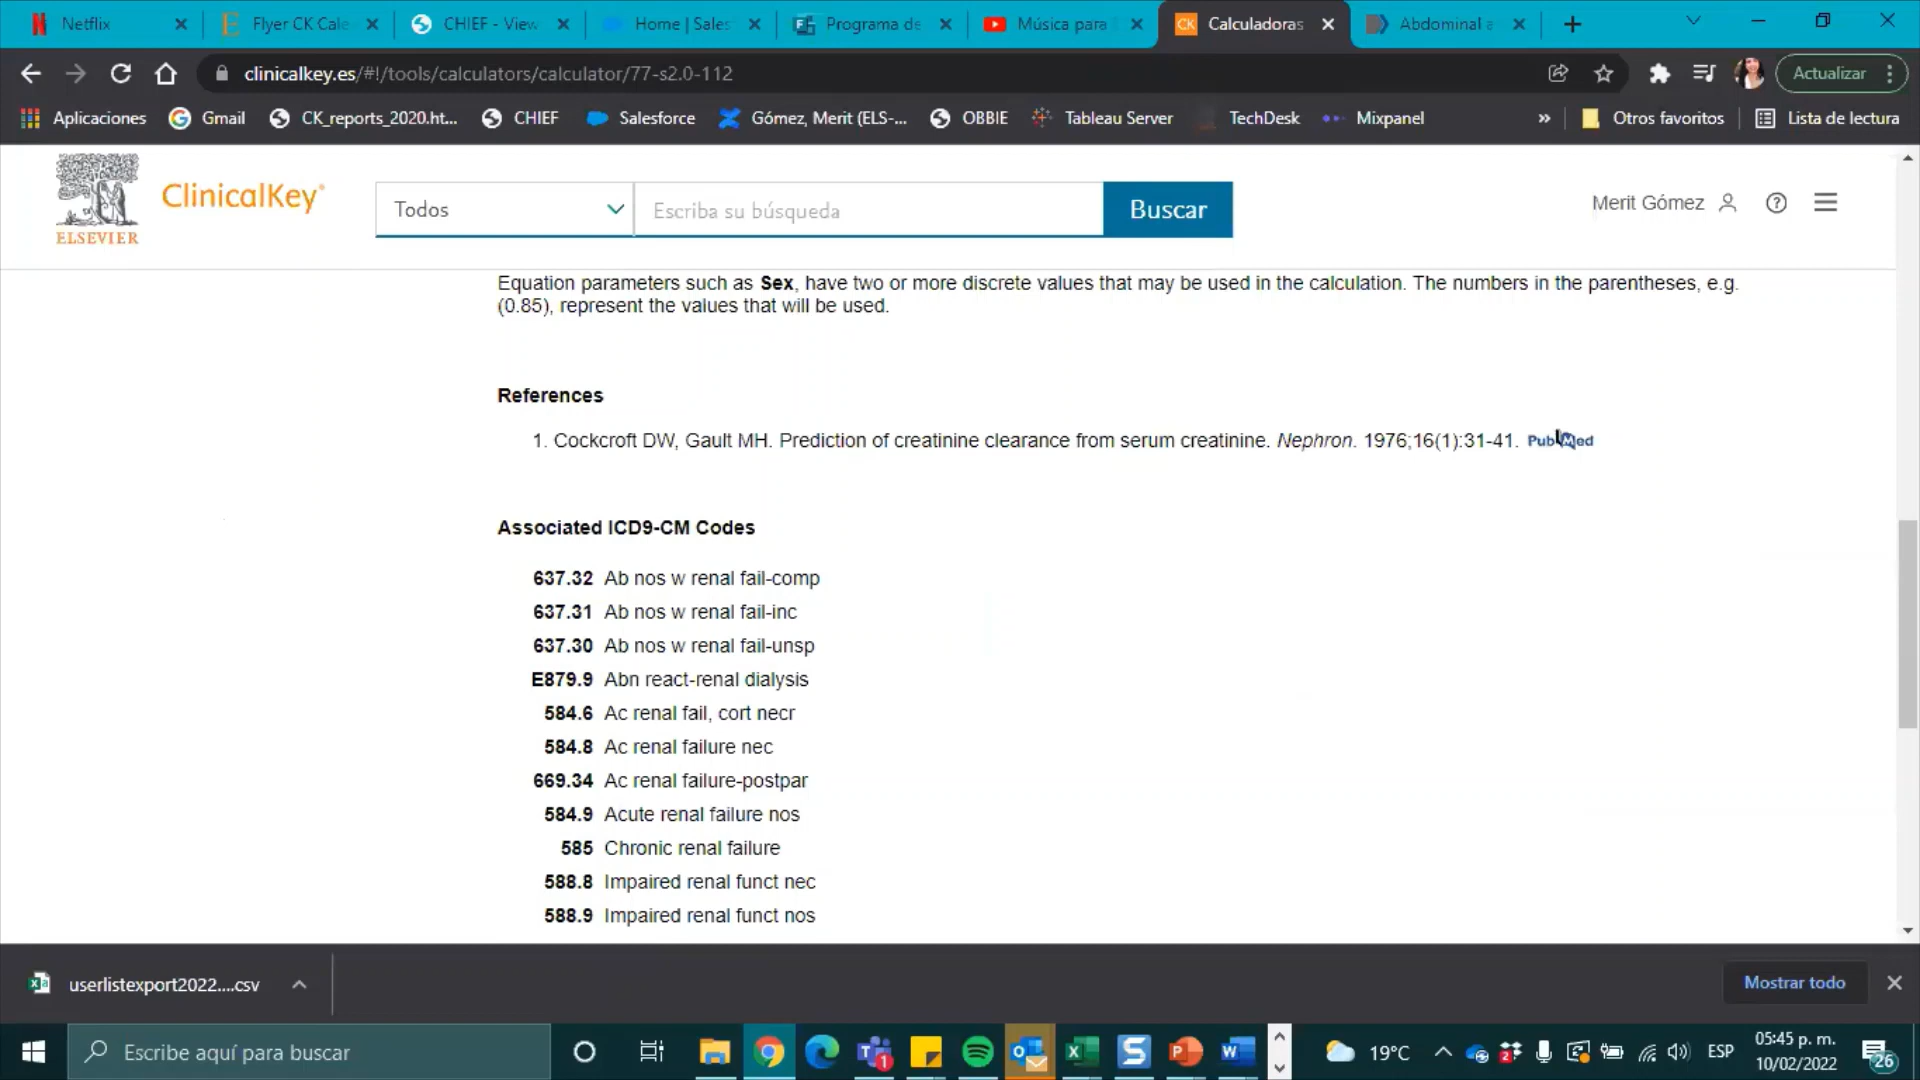 Netflix
Flyer CK Cale
CHIEF - View
Home | Sales
Programa de
Música para
CK
Calculadoras
Abdominal a
clinicalkey.es/#!/tools/calculators/calculator/77-s2.0-112
Actualizar
Aplicaciones
Gmail
CK_reports_2020.ht...
CHIEF
Salesforce
Gómez, Merit (ELS-...
OBBIE
Tableau Server
TechDesk
Mixpanel
»
Otros favoritos
Lista de lectura
ELSEVIER
ClinicalKey®
Todos
Escriba su búsqueda
Buscar
Merit Gómez
Equation parameters such as Sex, have two or more discrete values that may be used in the calculation. The numbers in the parentheses, e.g.
(0.85), represent the values that will be used.
References
1. Cockcroft DW, Gault MH. Prediction of creatinine clearance from serum creatinine. Nephron. 1976;16(1):31-41. PubMed
Associated ICD9-CM Codes
637.32 Ab nos w renal fail-comp
637.31 Ab nos w renal fail-inc
637.30 Ab nos w renal fail-unsp
E879.9 Abn react-renal dialysis
584.6 Ac renal fail, cort necr
584.8 Ac renal failure nec
669.34 Ac renal failure-postpar
584.9 Acute renal failure nos
585 Chronic renal failure
588.8 Impaired renal funct nec
588.9 Impaired renal funct nos
userlistexport2022....csv
Mostrar todo
Escribe aquí para buscar
19°C
ESP
05:45 p. m.
10/02/2022
26